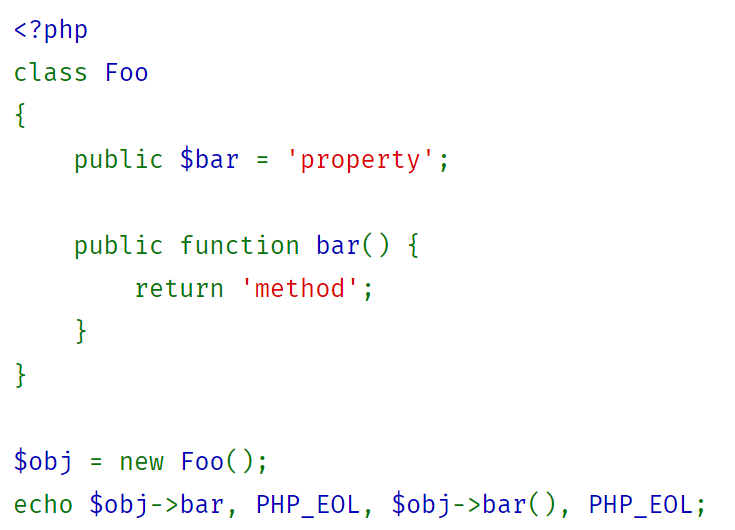 <?php
class Foo
{
    public $bar = 'property';

    public function bar() {
        return 'method';
    }
}

$obj = new Foo();
echo $obj->bar, PHP_EOL, $obj->bar(), PHP_EOL;